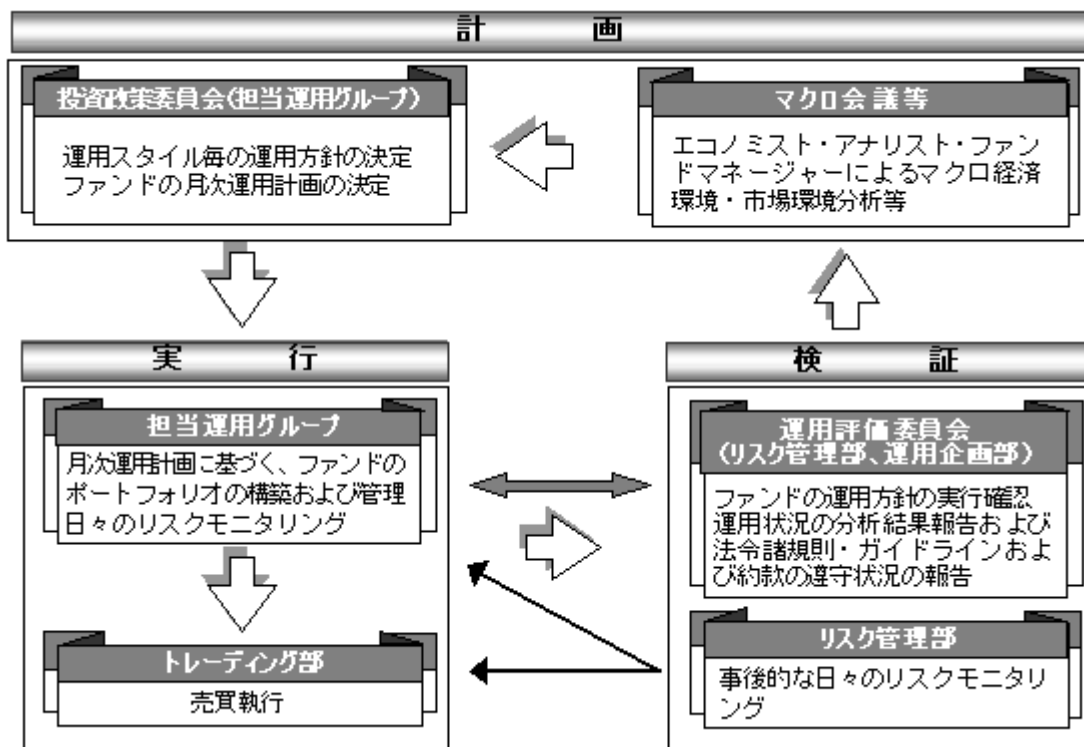 計画
投資政策委員会(担当運用グループ)
運用スタイル毎の運用方針の決定
ファンドの月次運用計画の決定
マクロ会議等
エコノミスト・アナリスト・ファン
ドマネージャーによるマクロ経済
環境・市場環境分析等
実行
担当運用グループ
月次運用計画に基づく、ファンドの
ポートフォリオの構築および管理
日々のリスクモニタリング
トレーディング部
売買執行
検証
運用評価委員会
(リスク管理部、運用企画部)
ファンドの運用方針の実行確認
運用状況の分析結果報告および
法令諸規則・ガイドラインおよ
び約款の遵守状況の報告
リスク管理部
事後的な日々のリスクモニタリ
ング